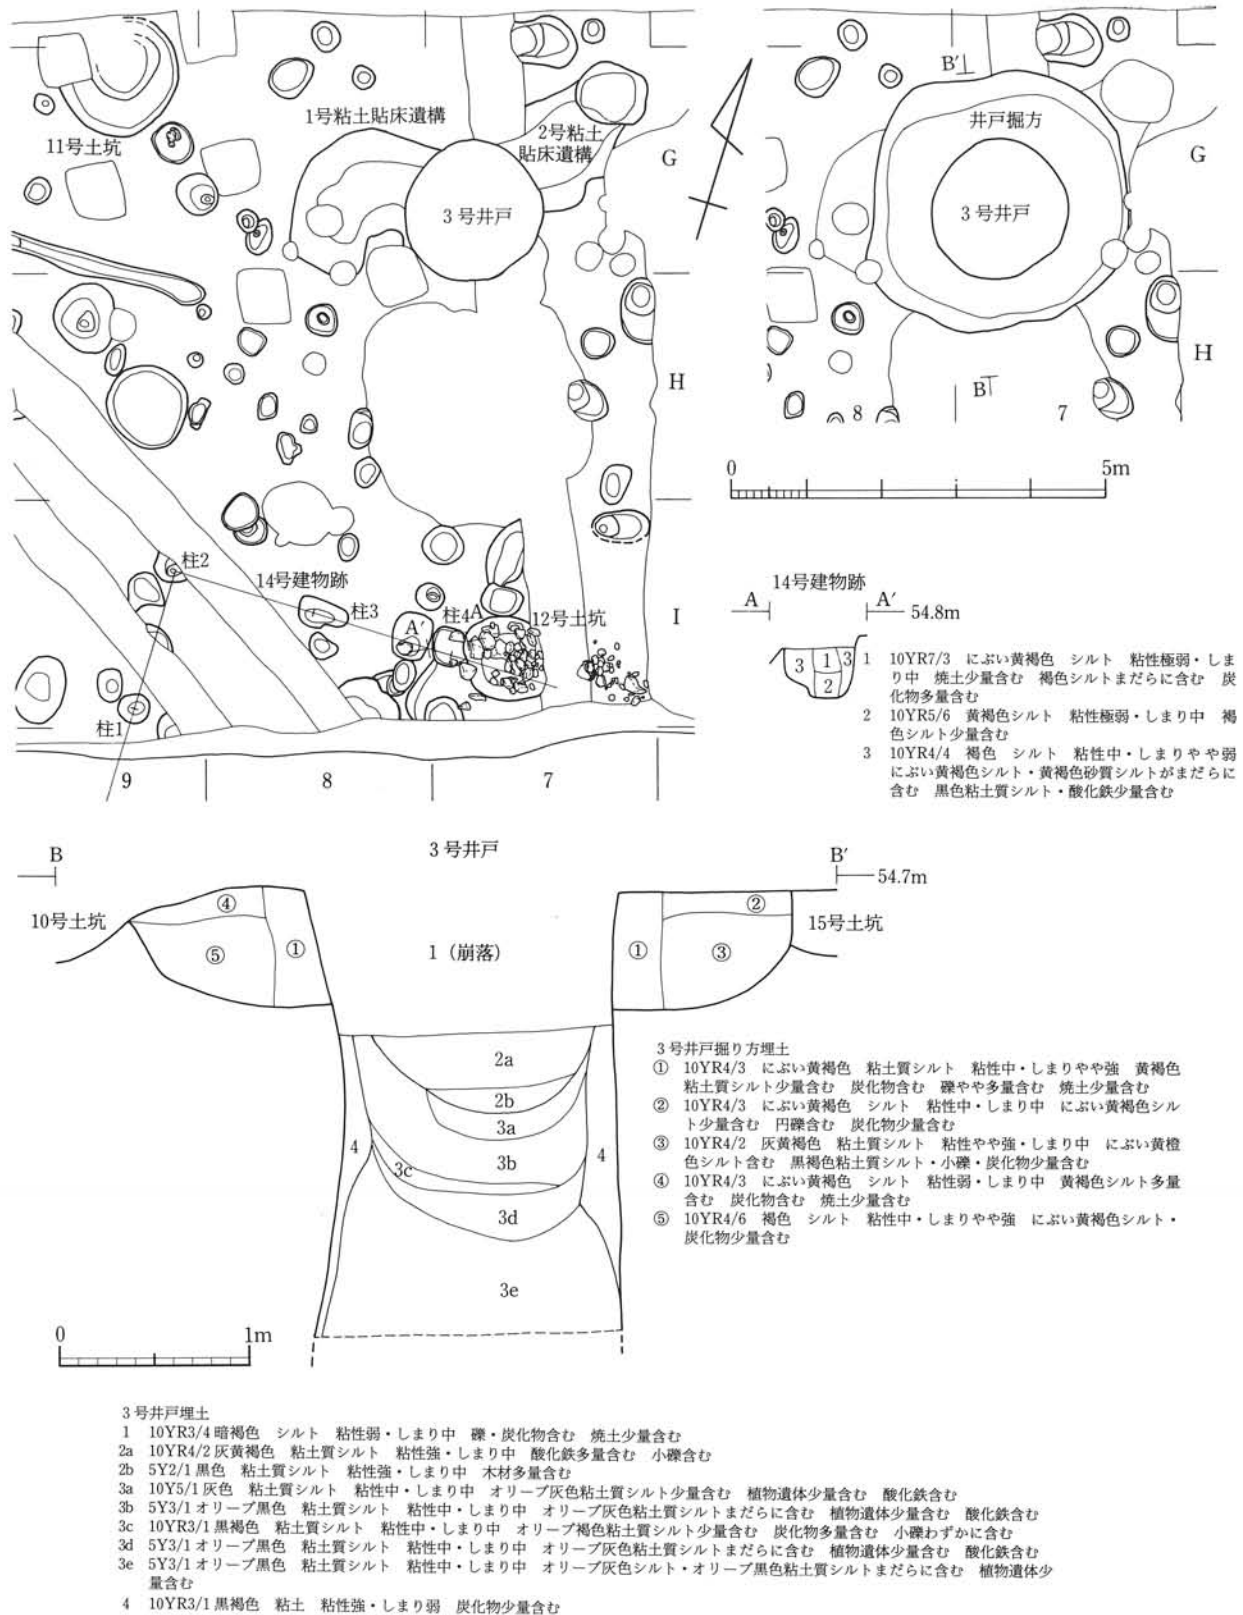 11号土坑
1号粘土貼床遺構
2号粘土
貼床遺構
3号井戸
G
H
I
柱2
14号建物跡
柱3
A′
柱4
A
12号土坑
柱1
9
8
7
B′
井戸掘方
3号井戸
G
H
B
8
7
0
5m
14号建物跡
A
A′
54.8m
3
1
3
2
1 10YR7/3 にぶい黄褐色 シルト 粘性極弱・しま
り中 焼土少量含む 褐色シルトまだらに含む 炭
化物多量含む
2 10YR5/6 黄褐色シルト 粘性極弱・しまり中 褐
色シルト少量含む
3 10YR4/4 褐色 シルト 粘性中・しまりやや弱
にぶい黄褐色シルト・黄褐色砂質シルトがまだらに
含む 黒色粘土質シルト・酸化鉄少量含む
B
3号井戸
B′
54.7m
10号土坑
④
⑤
①
1(崩落)
①
②
③
15号土坑
2a
2b
3a
3b
3c
3d
3e
4
4
0
1m
3号井戸掘り方埋土
① 10YR4/3 にぶい黄褐色 粘土質シルト 粘性中・しまりやや強 黄褐色
粘土質シルト少量含む 炭化物含む 礫やや多量含む 焼土少量含む
② 10YR4/3 にぶい黄褐色 シルト 粘性中・しまり中 にぶい黄褐色シル
ト少量含む 円礫含む 炭化物少量含む
③ 10YR4/2 灰黄褐色 粘土質シルト 粘性やや強・しまり中 にぶい黄橙
色シルト含む 黒褐色粘土質シルト・小礫・炭化物少量含む
④ 10YR4/3 にぶい黄褐色 シルト 粘性弱・しまり中 黄褐色シルト多量
含む 炭化物含む 焼土少量含む
⑤ 10YR4/6 褐色 シルト 粘性中・しまりやや強 にぶい黄褐色シルト・
炭化物少量含む
3号井戸埋土
1 10YR3/4 暗褐色 シルト 粘性弱・しまり中 礫・炭化物含む 焼土少量含む
2a 10YR4/2 灰黄褐色 粘土質シルト 粘性強・しまり中 酸化鉄多量含む 小礫含む
2b 5Y2/1 黒色 粘土質シルト 粘性強・しまり中 木材多量含む
3a 10Y5/1 灰色 粘土質シルト 粘性中・しまり中 オリーブ灰色粘土質シルト少量含む 植物遺体少量含む 酸化鉄含む
3b 5Y3/1 オリーブ黒色 粘土質シルト 粘性中・しまり中 オリーブ灰色粘土質シルトまだらに含む 植物遺体少量含む 酸化鉄含む
3c 10YR3/1 黒褐色 粘土質シルト 粘性中・しまり中 オリーブ褐色粘土質シルト少量含む 炭化物多量含む 小礫わずかに含む
3d 5Y3/1 オリーブ黒色 粘土質シルト 粘性中・しまり中 オリーブ灰色粘土質シルトまだらに含む 植物遺体少量含む 酸化鉄含む
3e 5Y3/1 オリーブ黒色 粘土質シルト 粘性中・しまり中 オリーブ灰色シルト・オリーブ黒色粘土質シルトまだらに含む 植物遺体少
量含む
4 10YR3/1 黒褐色 粘土 粘性強・しまり弱 炭化物少量含む